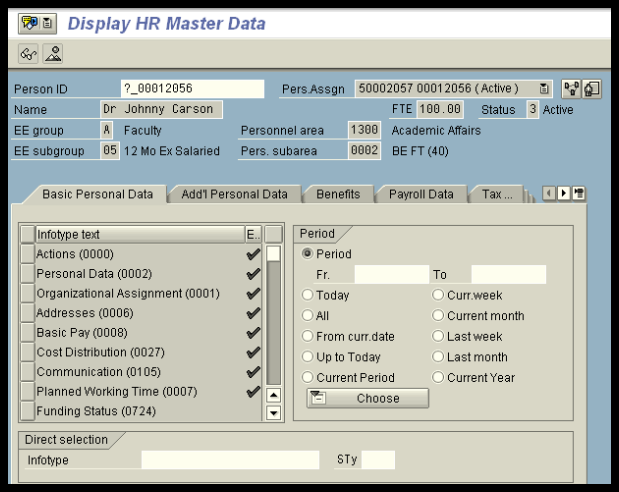 Display HR Master Data
Person ID ?_00012056 Pers.Assgn 50002057 00012056 (Active)
Name Dr Johnny Carson FTE 100.00 Status 3 Active
EE group A Faculty Personnel area 1300 Academic Affairs
EE subgroup 05 12 Mo Ex Salaried Pers. subarea 0002 BE FT (40)
Basic Personal Data Add'l Personal Data Benefits Payroll Data Tax ...
Infotype text E..
Actions (0000)
Personal Data (0002)
Organizational Assignment (0001)
Addresses (0006)
Basic Pay (0008)
Cost Distribution (0027)
Communication (0105)
Planned Working Time (0007)
Funding Status (0724)
Period
Period
Fr. To
Today Curr.week
All Current month
From curr.date Last week
Up to Today Last month
Current Period Current Year
Choose
Direct selection
Infotype STy